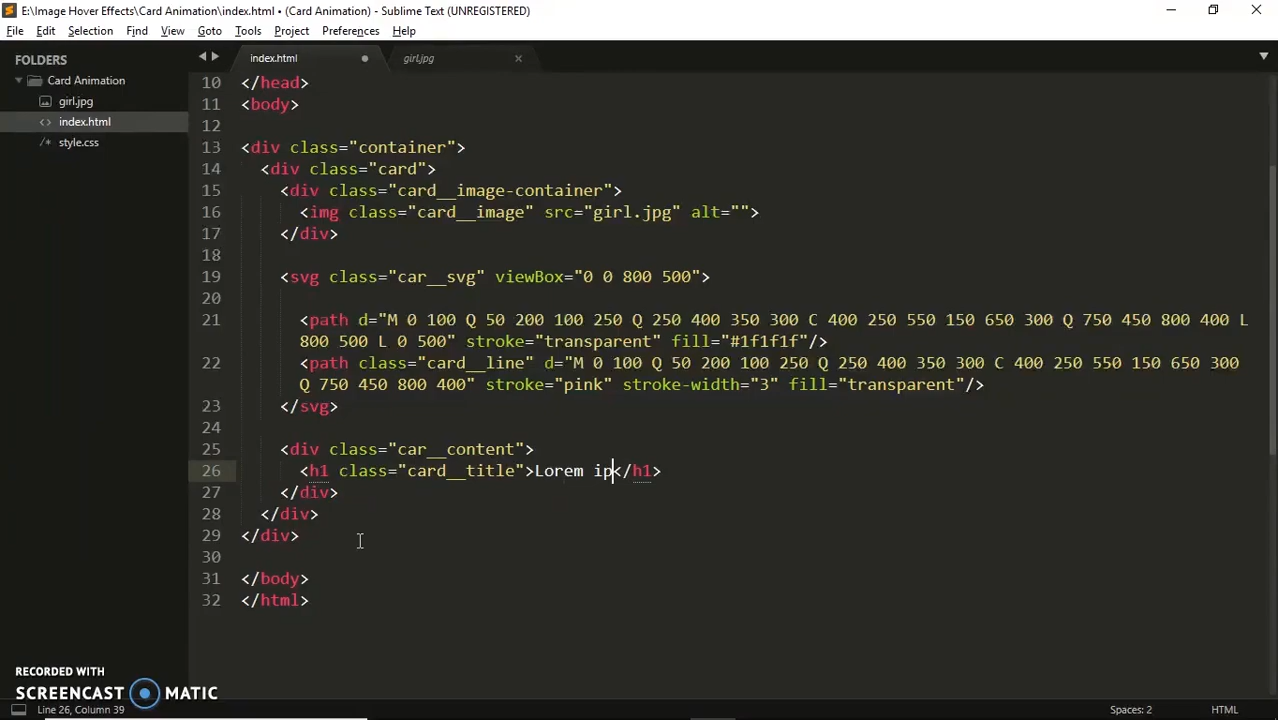 E:\Image Hover Effects\Card Animation\index.html • (Card Animation) - Sublime Text (UNREGISTERED)
File Edit Selection Find View Goto Tools Project Preferences Help
FOLDERS
Card Animation
girl.jpg
index.html
style.css
index.html
girl.jpg
10 </head>
11 <body>
12
13 <div class="container">
14 <div class="card">
15 <div class="card__image-container">
16 <img class="card__image" src="girl.jpg" alt="">
17 </div>
18
19 <svg class="car__svg" viewBox="0 0 800 500">
20
21 <path d="M 0 100 Q 50 200 100 250 Q 250 400 350 300 C 400 250 550 150 650 300 Q 750 450 800 400 L
800 500 L 0 500" stroke="transparent" fill="#1f1f1f"/>
22 <path class="card__line" d="M 0 100 Q 50 200 100 250 Q 250 400 350 300 C 400 250 550 150 650 300
Q 750 450 800 400" stroke="pink" stroke-width="3" fill="transparent"/>
23 </svg>
24
25 <div class="car__content">
26 <h1 class="card__title">Lorem ip</h1>
27 </div>
28 </div>
29 </div>
30
31 </body>
32 </html>
RECORDED WITH
SCREENCAST MATIC
Line 26, Column 39
Spaces: 2
HTML